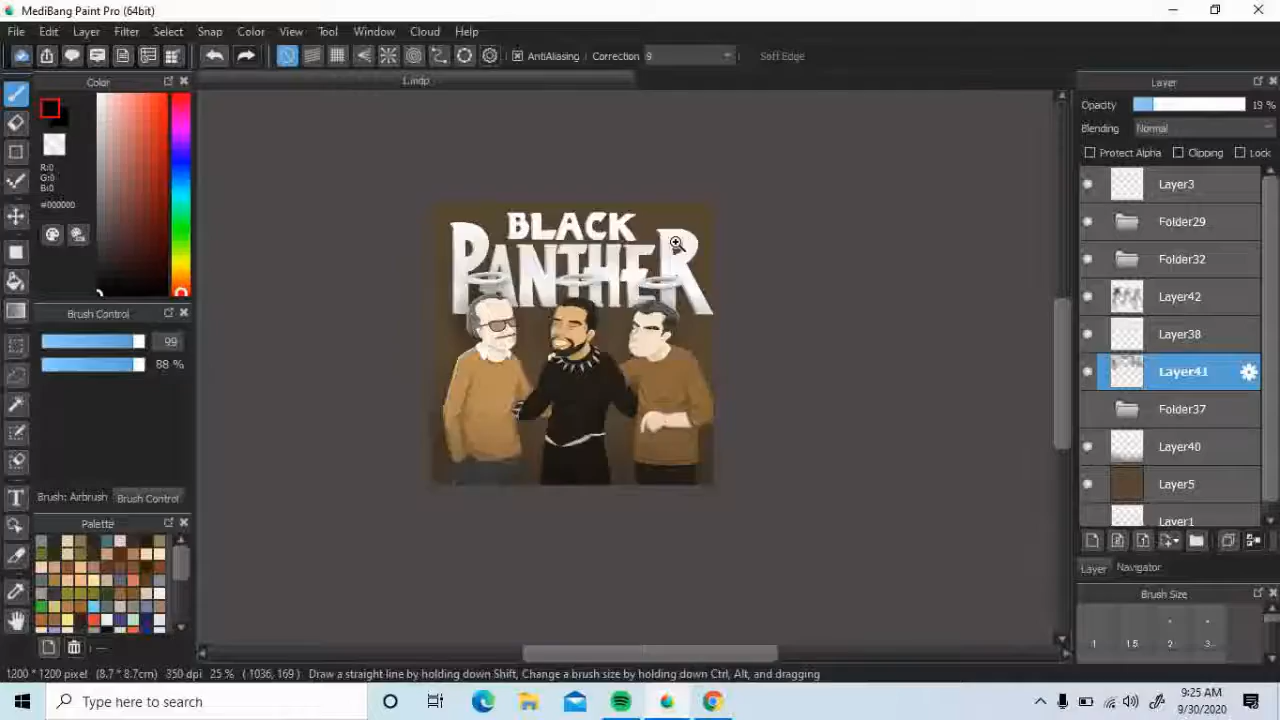 MediBang Paint Pro (64bit)
File Edit Layer Filter Select Snap Color View Tool Window Cloud Help
AntiAliasing Correction 9 Soft Edge
Color
1.mdp
Layer
R:0
G:0
B:0
#000000
Brush Control
99
88 %
Brush: Airbrush Brush Control
Palette
BLACK
PANTHER
Opacity 19 %
Blending Normal
Protect Alpha Clipping Lock
Layer3
Folder29
Folder32
Layer42
Layer38
Layer41
Folder37
Layer40
Layer5
Layer1
Layer Navigator
Brush Size
1 1.5 2 3
1200 * 1200 pixel (8.7 * 8.7cm) 350 dpi 25 % ( 1036, 169 ) Draw a straight line by holding down Shift, Change a brush size by holding down Ctrl, Alt, and dragging
Type here to search
9:25 AM
9/30/2020